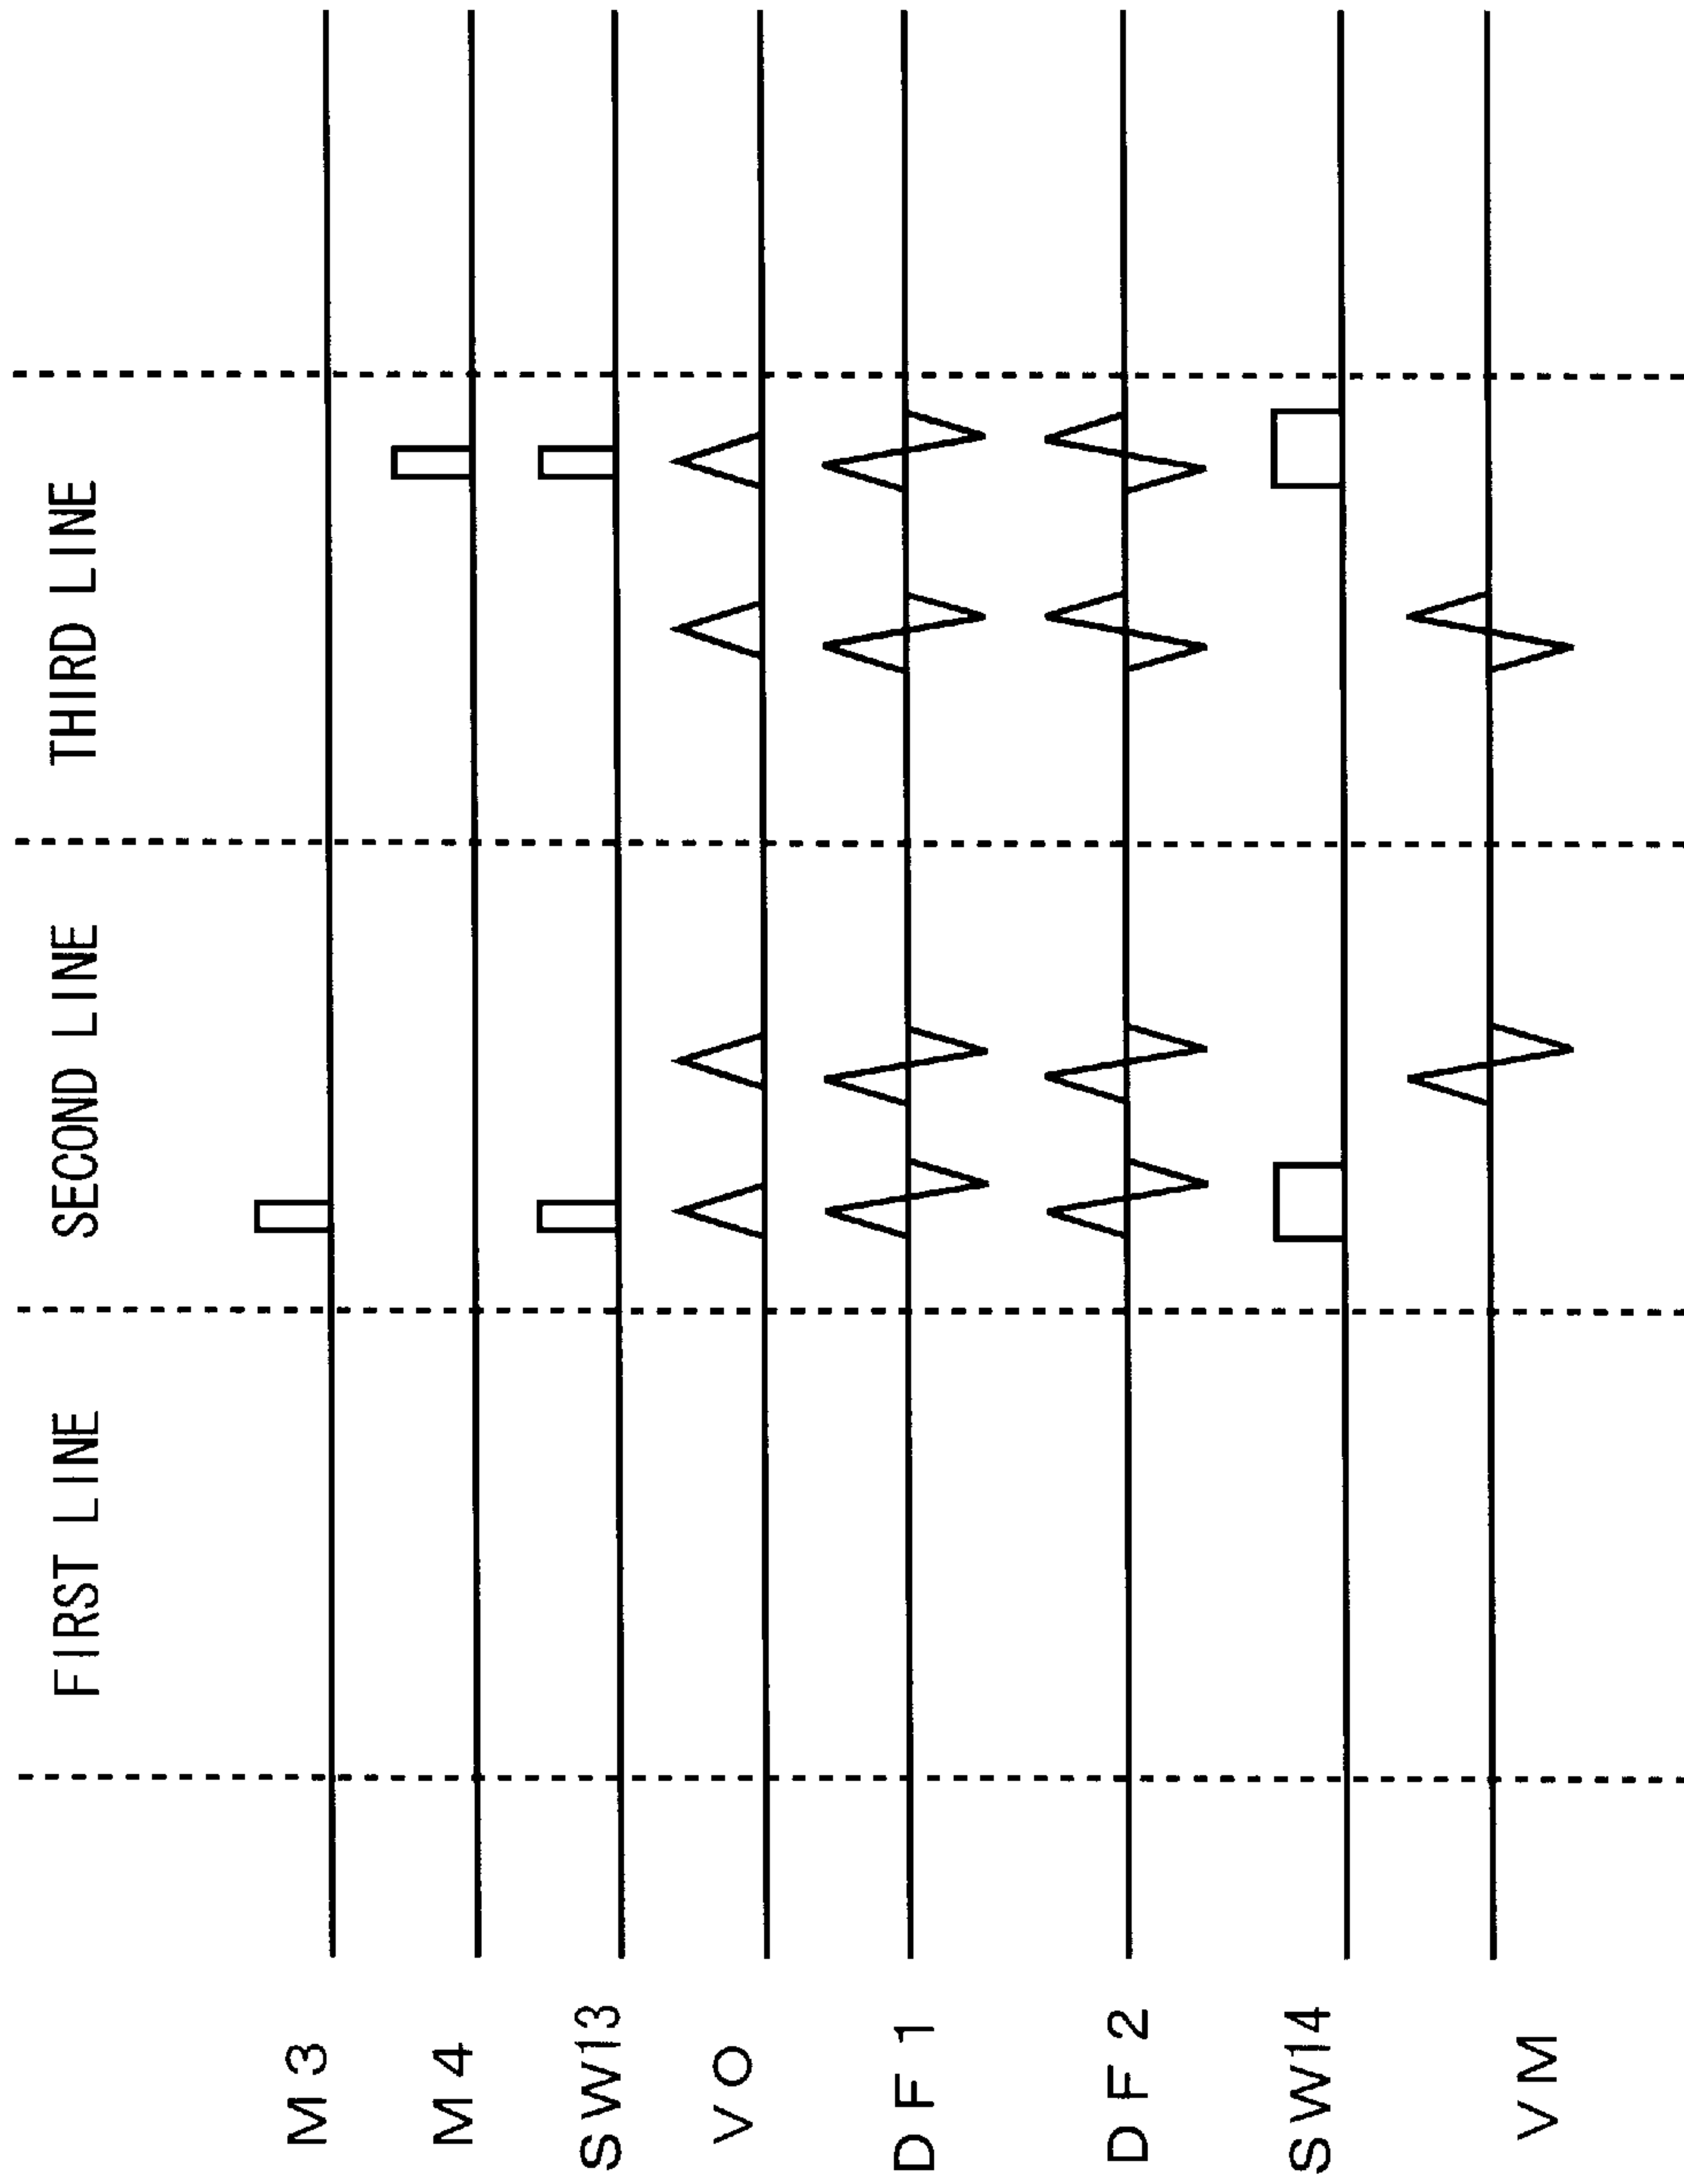 FIRST LINE
SECOND LINE
THIRD LINE
M3
M4
SW13
VO
DF1
DF2
SW14
VM